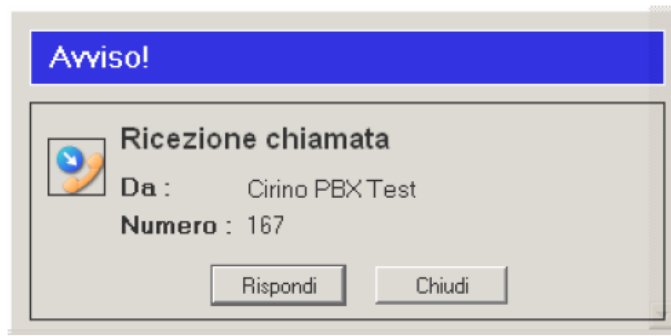 Avviso!
Ricezione chiamata
Da : Cirino PBX Test
Numero : 167
Rispondi Chiudi